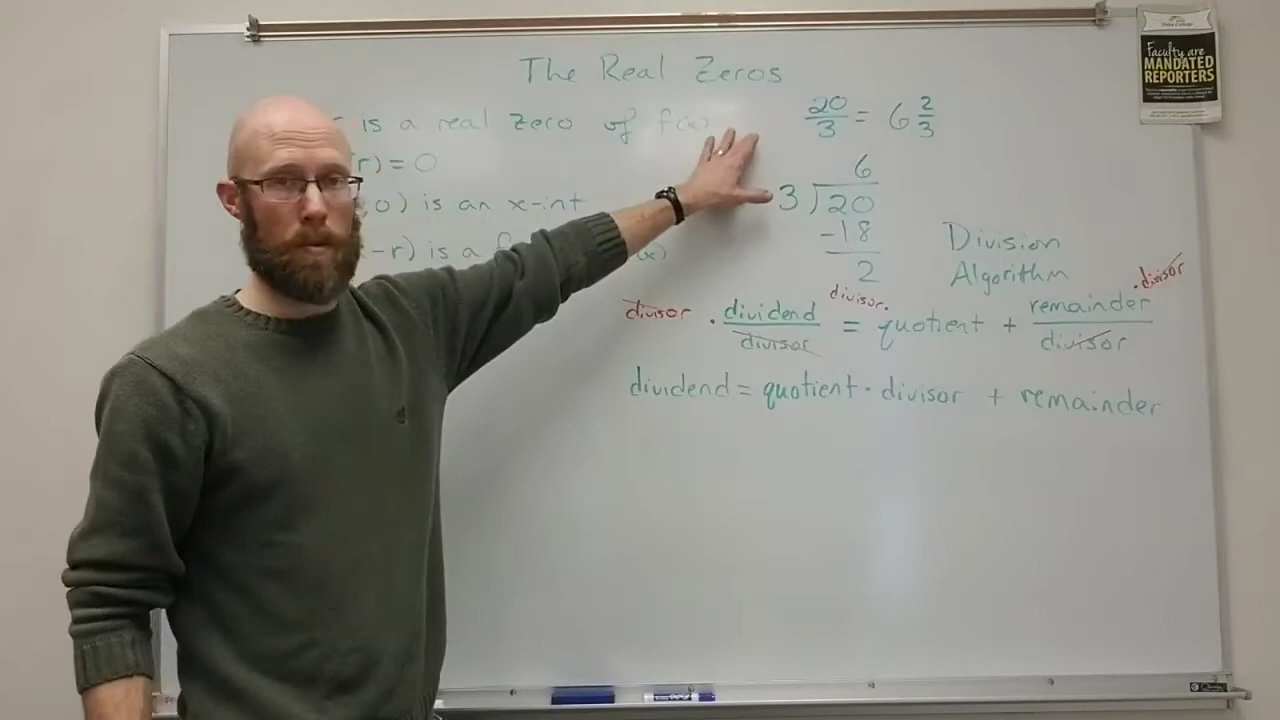 The Real Zeros
r is a real zero of f(x)
(r) = 0
, 0) is an x-int
-r) is a f
(x)
20/3 = 6 2/3
6
3 ) 20
-18
2
Division
Algorithm
divisor · dividend/divisor = quotient divisor · + remainder/divisor · divisor
dividend = quotient · divisor + remainder
Faculty are
MANDATED
REPORTERS